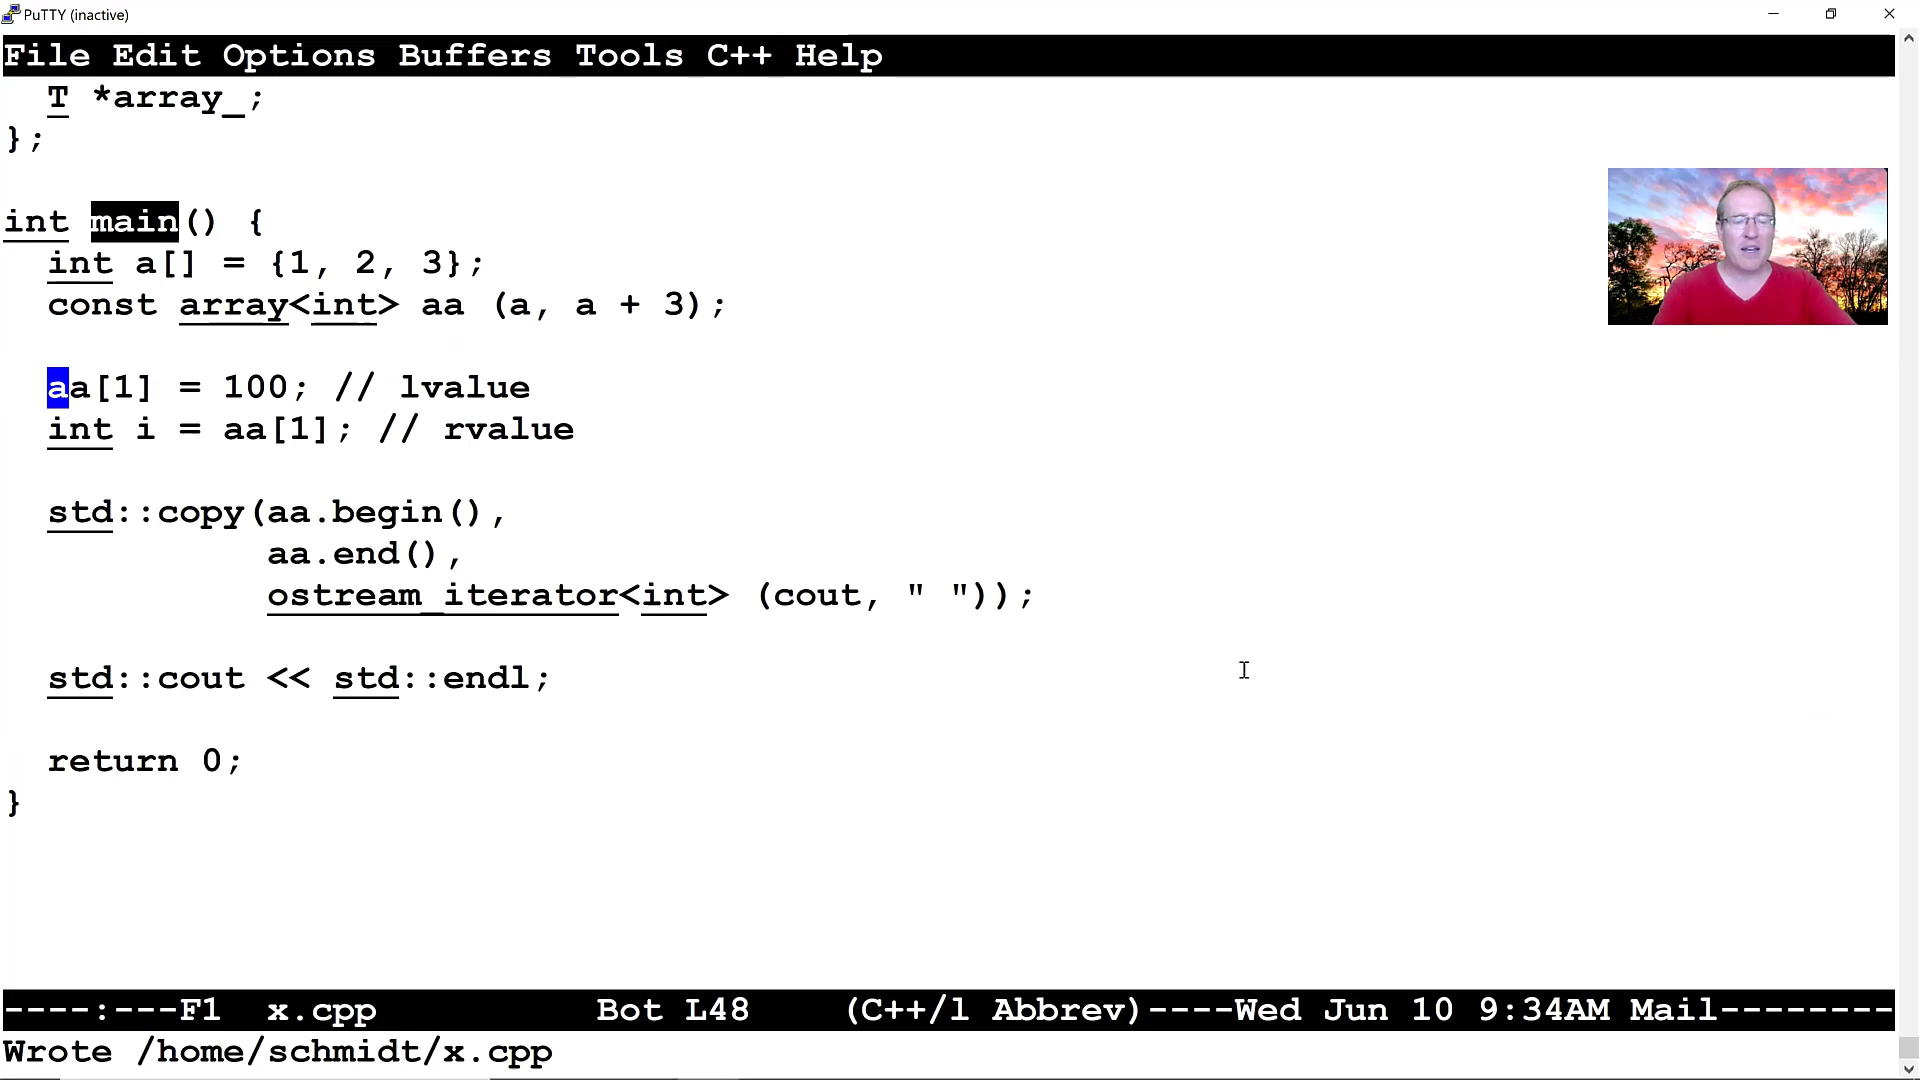 PuTTY (inactive)
File Edit Options Buffers Tools C++ Help
  T *array_;
};
int main() {
  int a[] = {1, 2, 3};
  const array<int> aa (a, a + 3);
  aa[1] = 100; // lvalue
  int i = aa[1]; // rvalue
  std::copy(aa.begin(),
            aa.end(),
            ostream_iterator<int> (cout, " "));
  std::cout << std::endl;
  return 0;
}
----:---F1  x.cpp          Bot L48    (C++/l Abbrev)----Wed Jun 10 9:34AM Mail--------
Wrote /home/schmidt/x.cpp